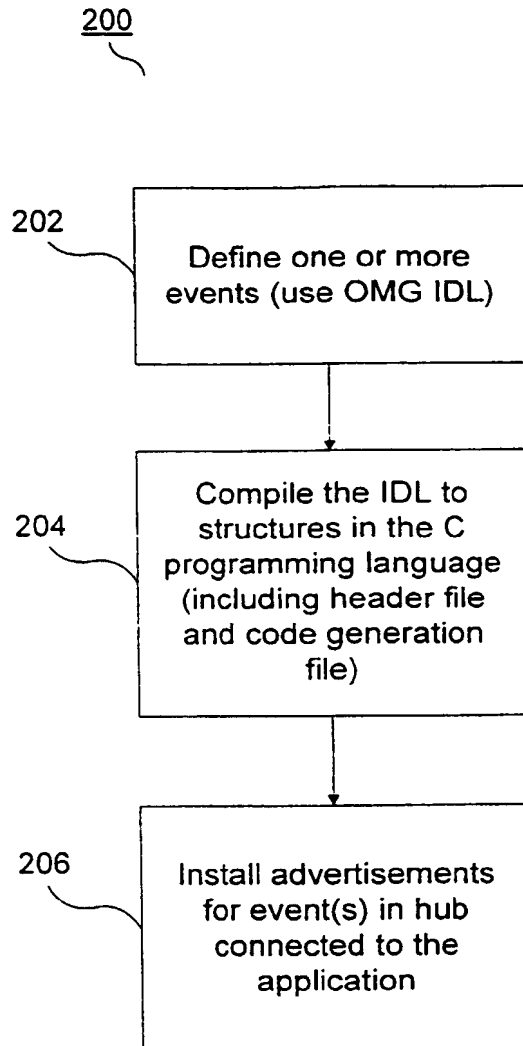 200
202
Define one or more
events (use OMG IDL)
204
Compile the IDL to
structures in the C
programming language
(including header file
and code generation
file)
206
Install advertisements
for event(s) in hub
connected to the
application